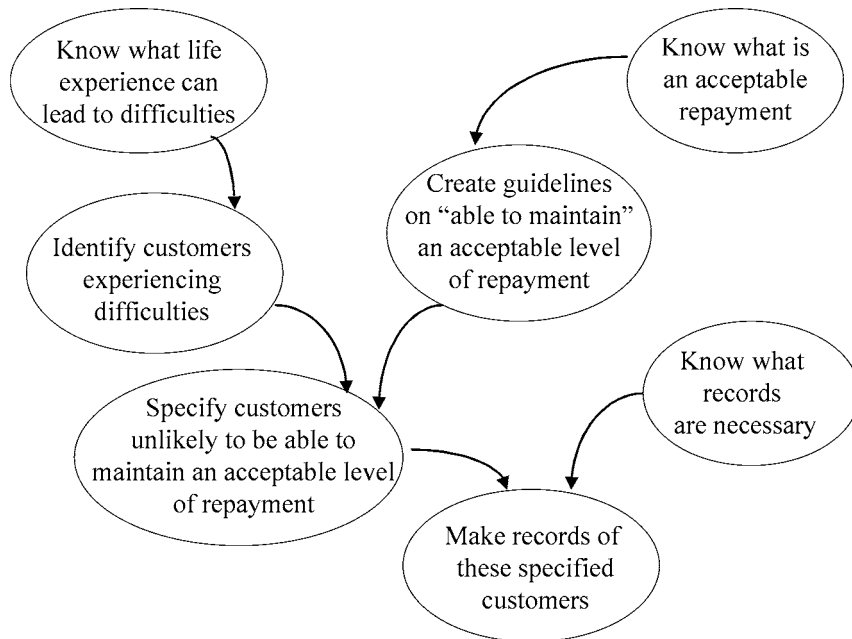 Know what life
experience can
lead to difficulties
Know what is
an acceptable
repayment
Create guidelines
on “able to maintain”
an acceptable level
of repayment
Identify customers
experiencing
difficulties
Know what
records
are necessary
Specify customers
unlikely to be able to
maintain an acceptable level
of repayment
Make records of
these specified
customers